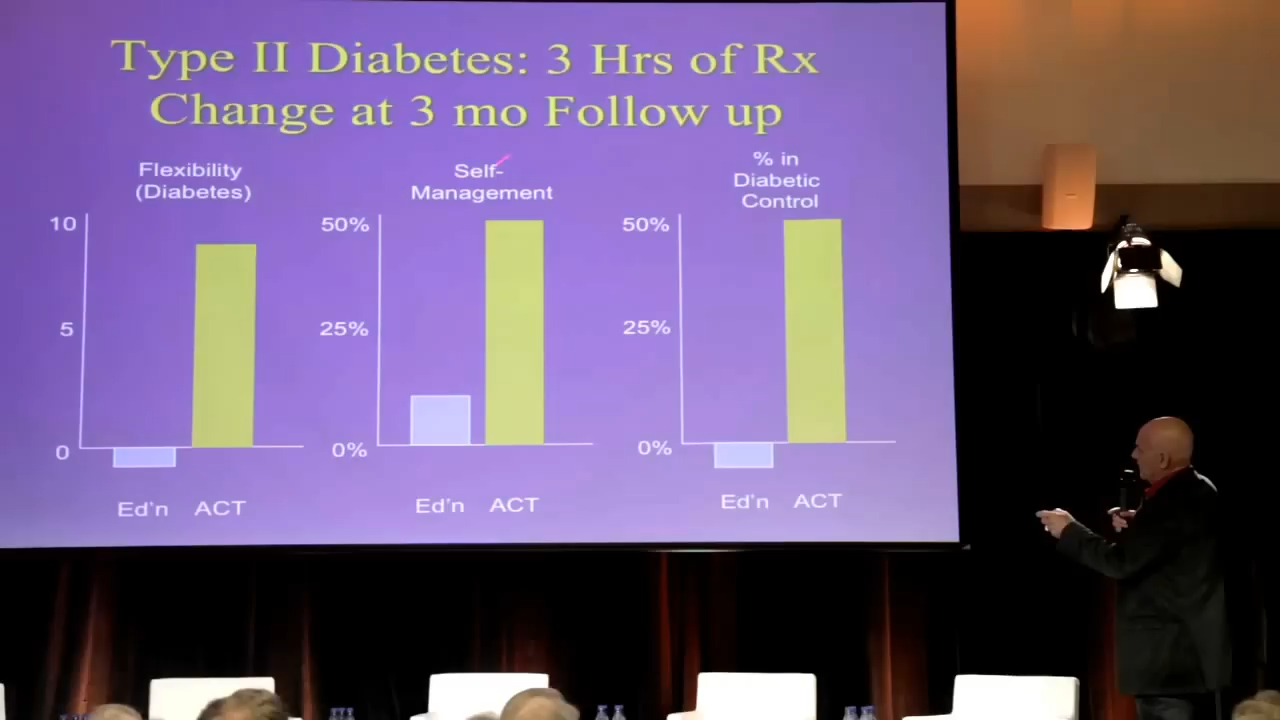 Type II Diabetes: 3 Hrs of Rx
Change at 3 mo Follow up
Flexibility
(Diabetes)
10
5
0
Ed'n ACT
Self-
Management
50%
25%
0%
Ed'n ACT
% in
Diabetic
Control
50%
25%
0%
Ed'n ACT